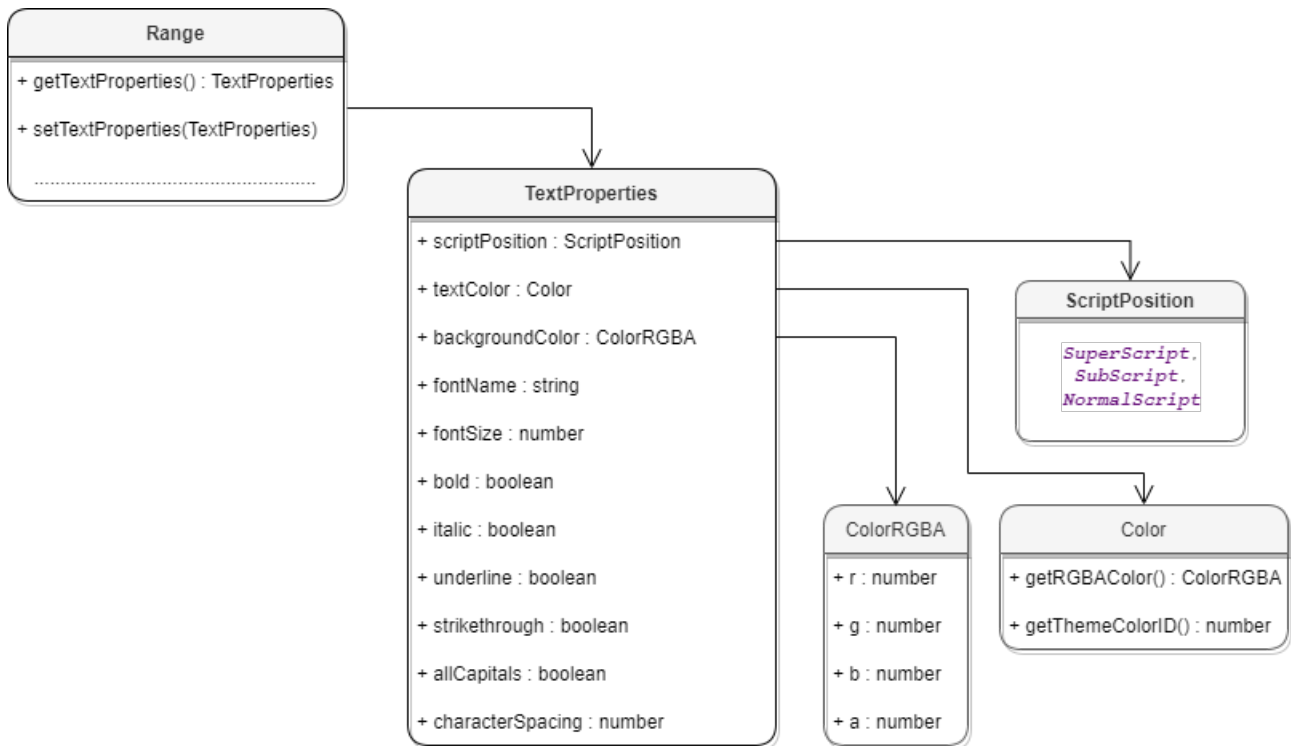 Range
+ getTextProperties() : TextProperties
+ setTextProperties(TextProperties)
TextProperties
+ scriptPosition : ScriptPosition
+ textColor : Color
+ backgroundColor : ColorRGBA
+ fontName : string
+ fontSize : number
+ bold : boolean
+ italic : boolean
+ underline : boolean
+ strikethrough : boolean
+ allCapitals : boolean
+ characterSpacing : number
ScriptPosition
SuperScript,
SubScript,
NormalScript
ColorRGBA
+ r : number
+ g : number
+ b : number
+ a : number
Color
+ getRGBAColor() : ColorRGBA
+ getThemeColorID() : number